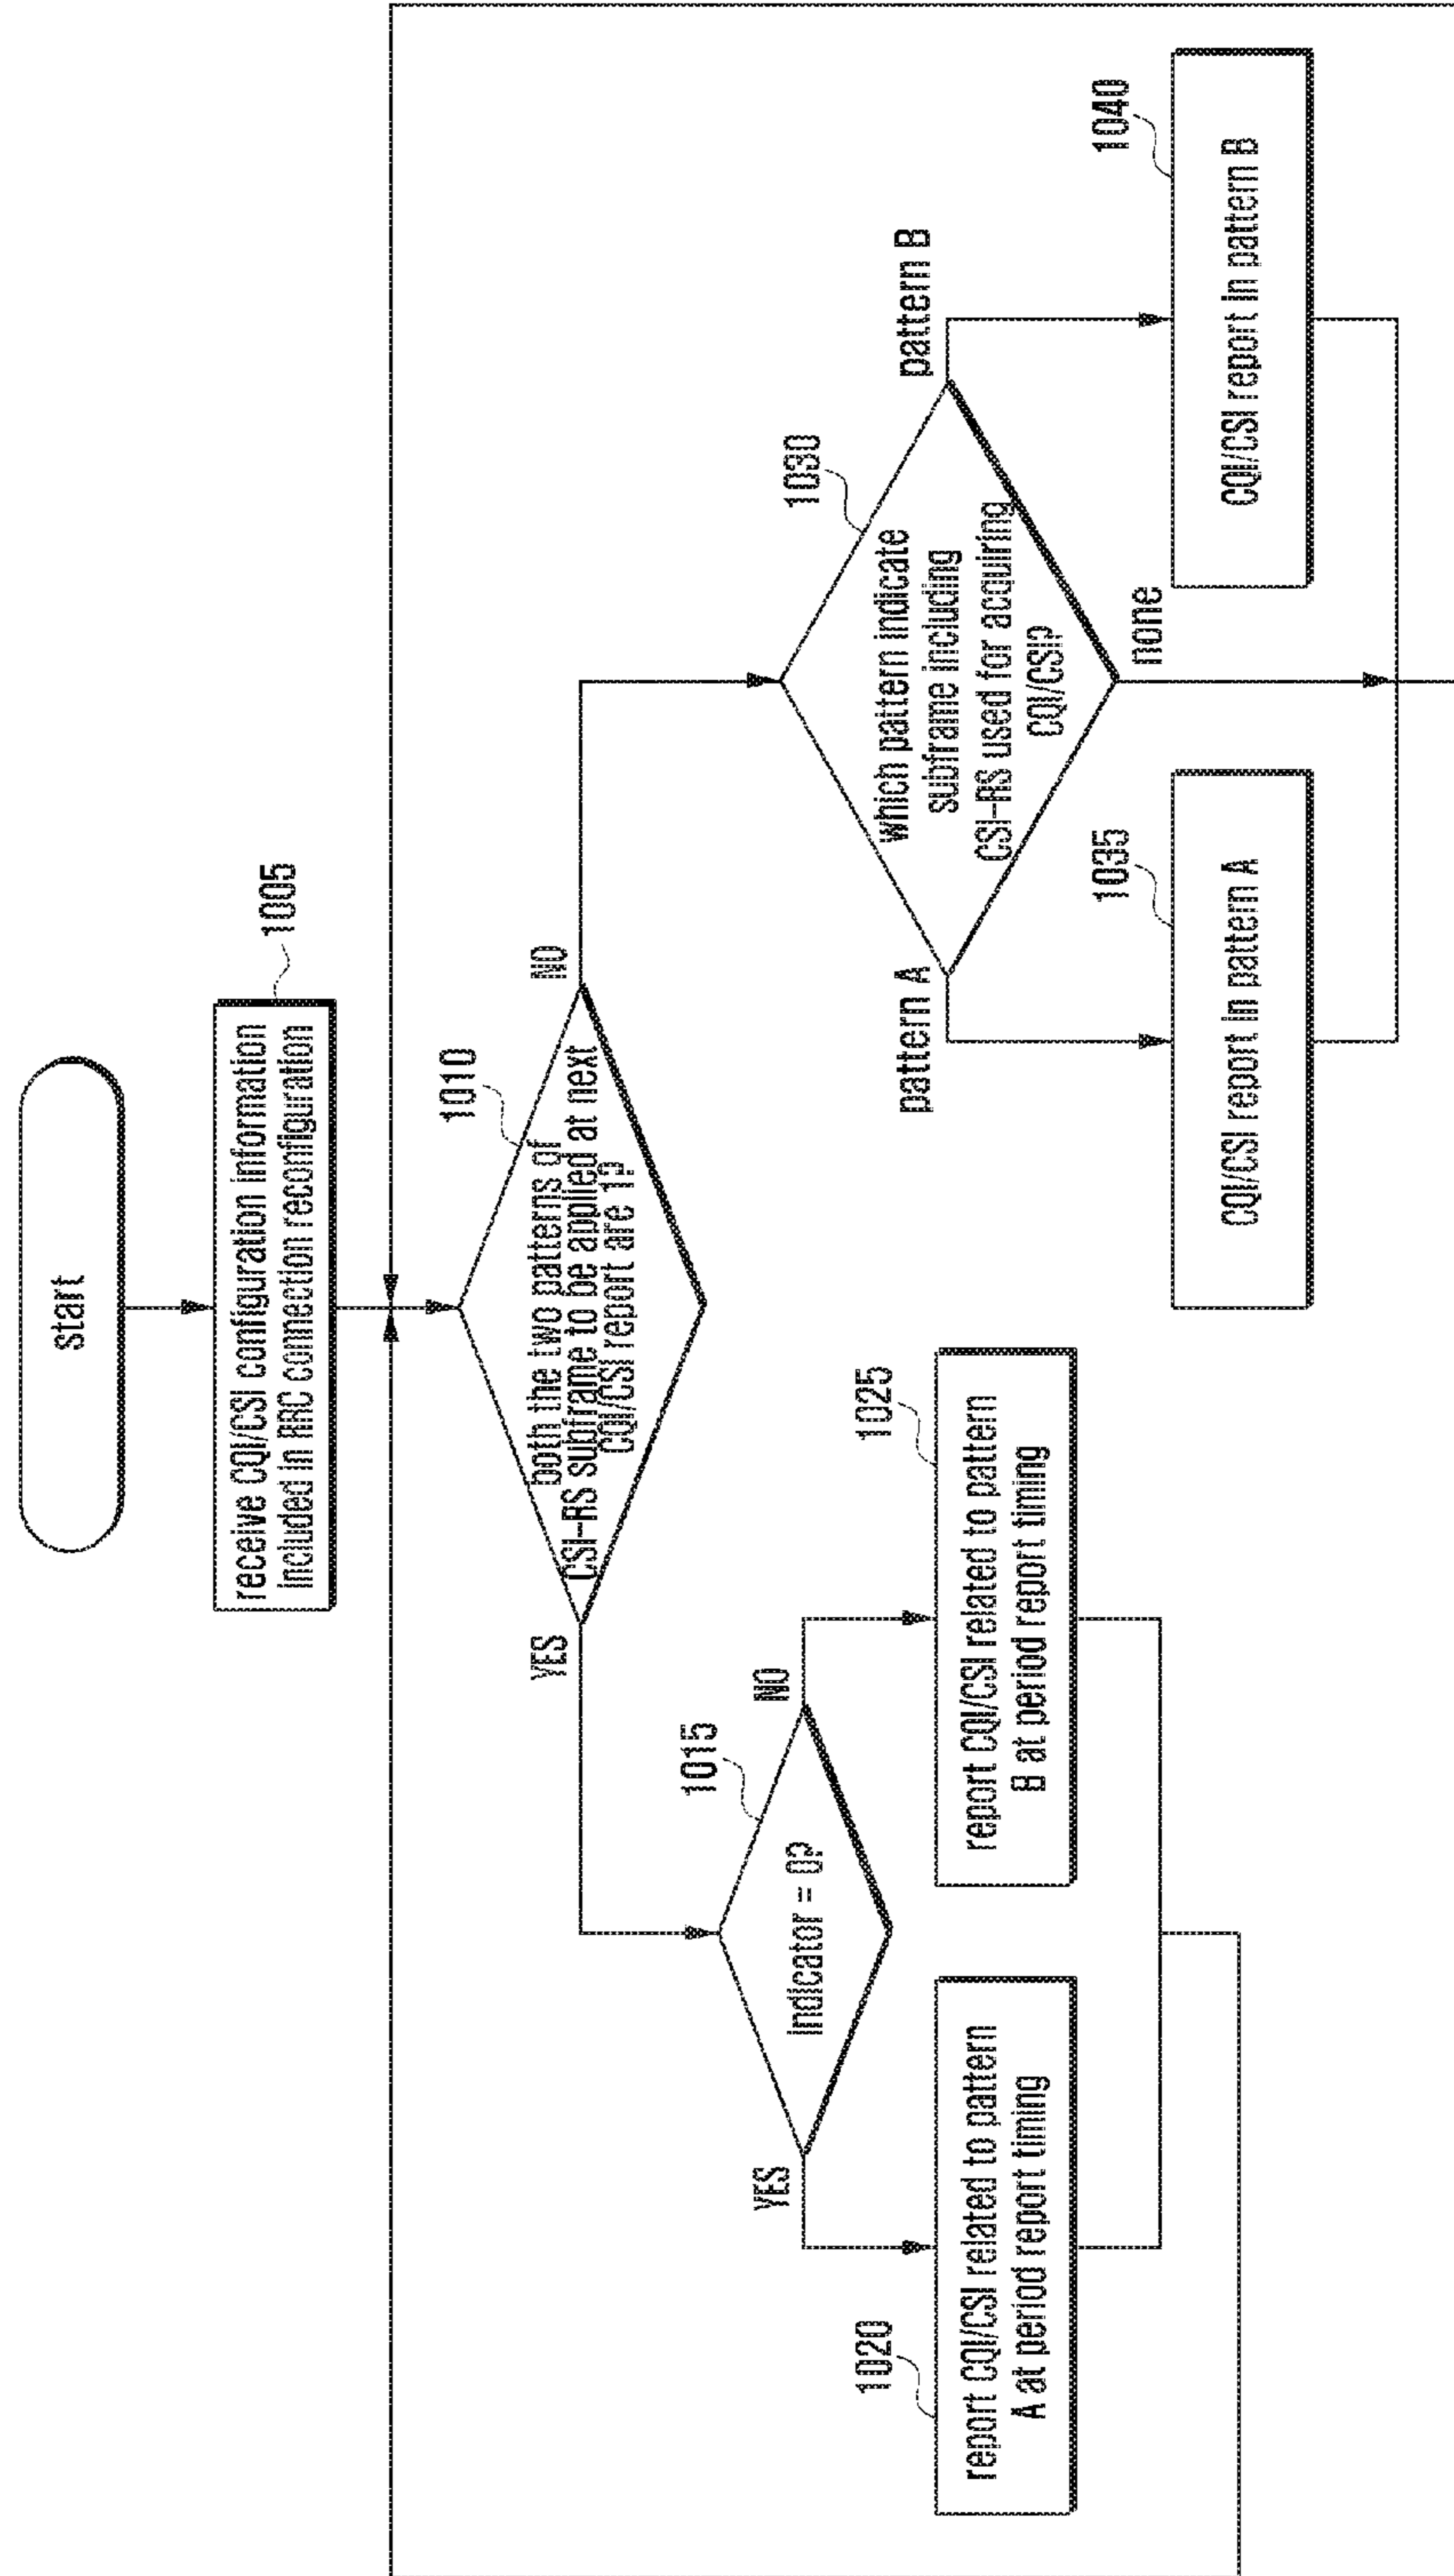 start
1005
receive CQI/CSI configuration information
included in RRC connection reconfiguration
1010
both the two patterns of
CSI-RS subframe to be applied at next
CQI/CSI report are 1?
YES
NO
1015
indicator = 0?
YES
NO
1020
report CQI/CSI related to pattern
A at period report timing
1025
report CQI/CSI related to pattern
B at period report timing
1030
which pattern indicate
subframe including
CSI-RS used for acquiring
CQI/CSI?
pattern A
pattern B
none
1035
CQI/CSI report in pattern A
1040
CQI/CSI report in pattern B